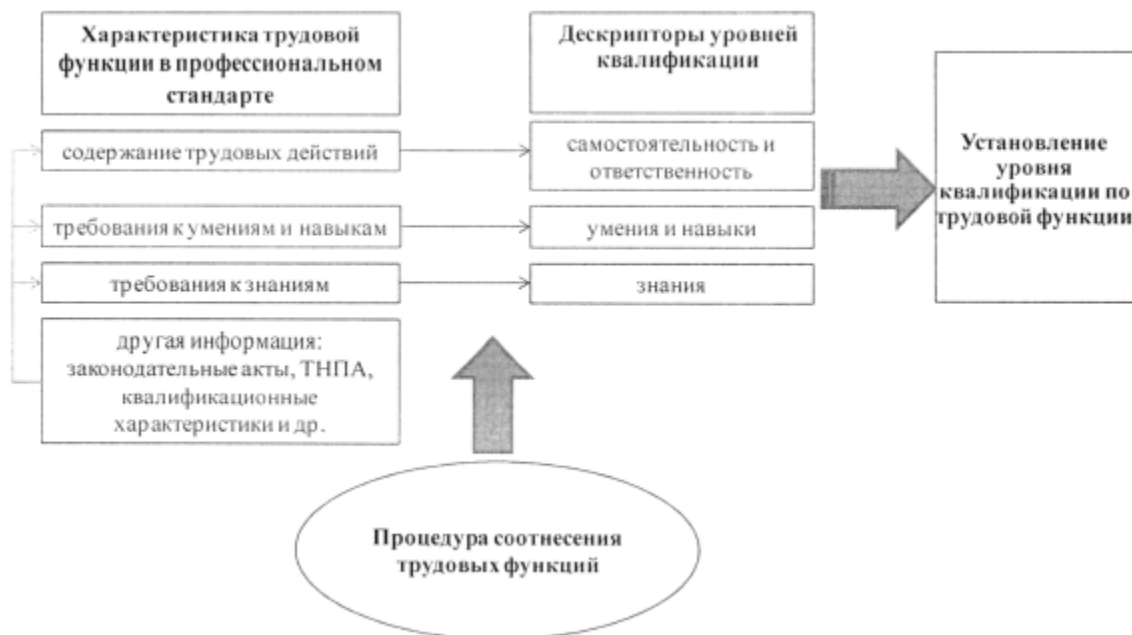 Характеристика трудовой
функции в профессиональном
стандарте
Дескрипторы уровней
квалификации
содержание трудовых действий
самостоятельность и
ответственность
Установление
уровня
квалификации по
трудовой функции
требования к умениям и навыкам
умения и навыки
требования к знаниям
знания
другая информация:
законодательные акты, ТНПА,
квалификационные
характеристики и др.
Процедура соотнесения
трудовых функций